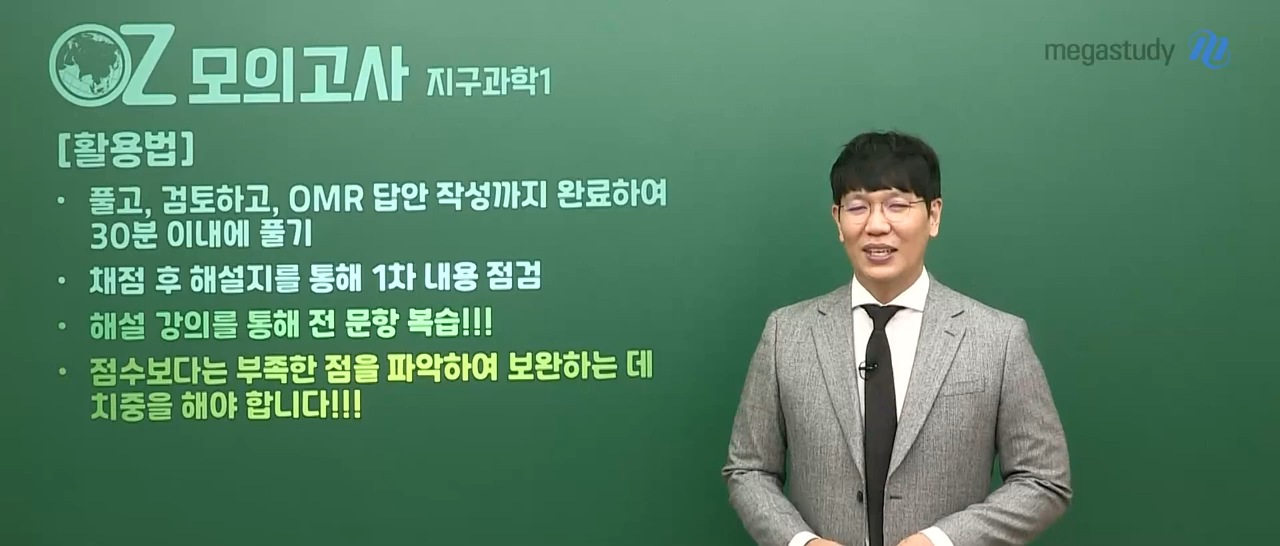 OZ 모의고사 지구과학1
megastudy M
[활용법]
• 풀고, 검토하고, OMR 답안 작성까지 완료하여
30분 이내에 풀기
• 채점 후 해설지를 통해 1차 내용 점검
• 해설 강의를 통해 전 문항 복습!!!
• 점수보다는 부족한 점을 파악하여 보완하는 데
치중을 해야 합니다!!!